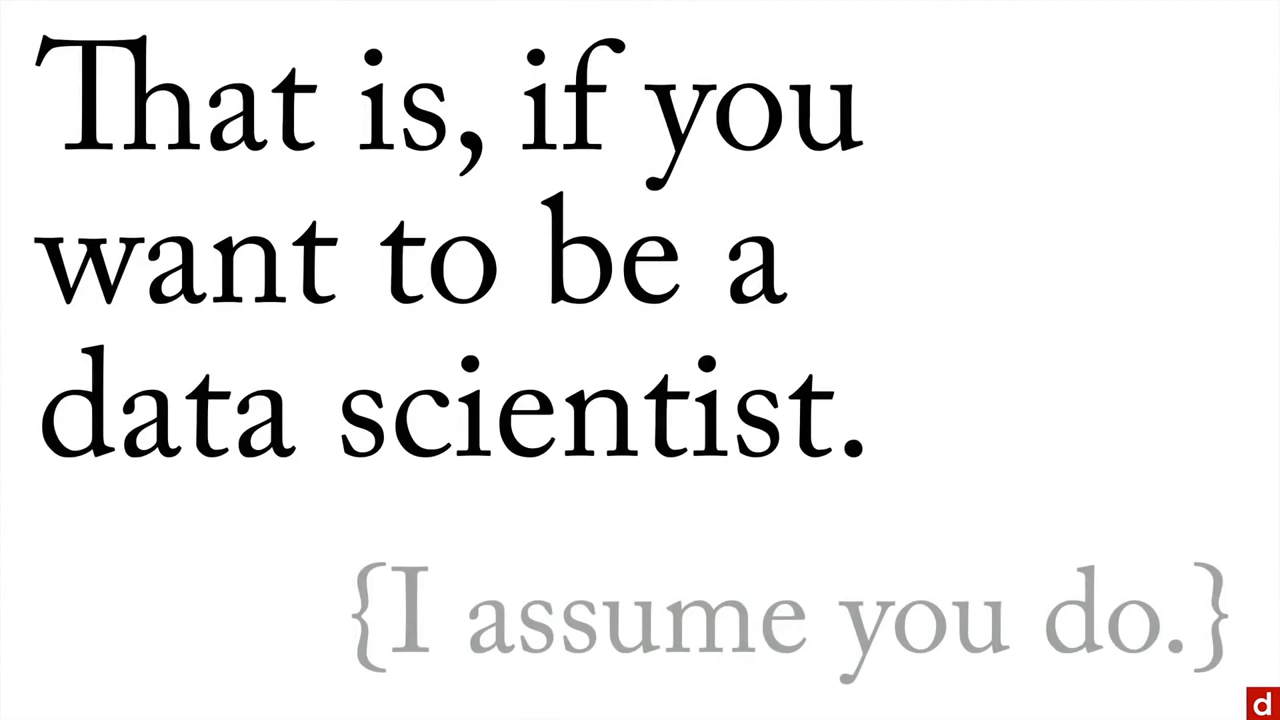 That is, if you
want to be a
data scientist.
{I assume you do.}
d